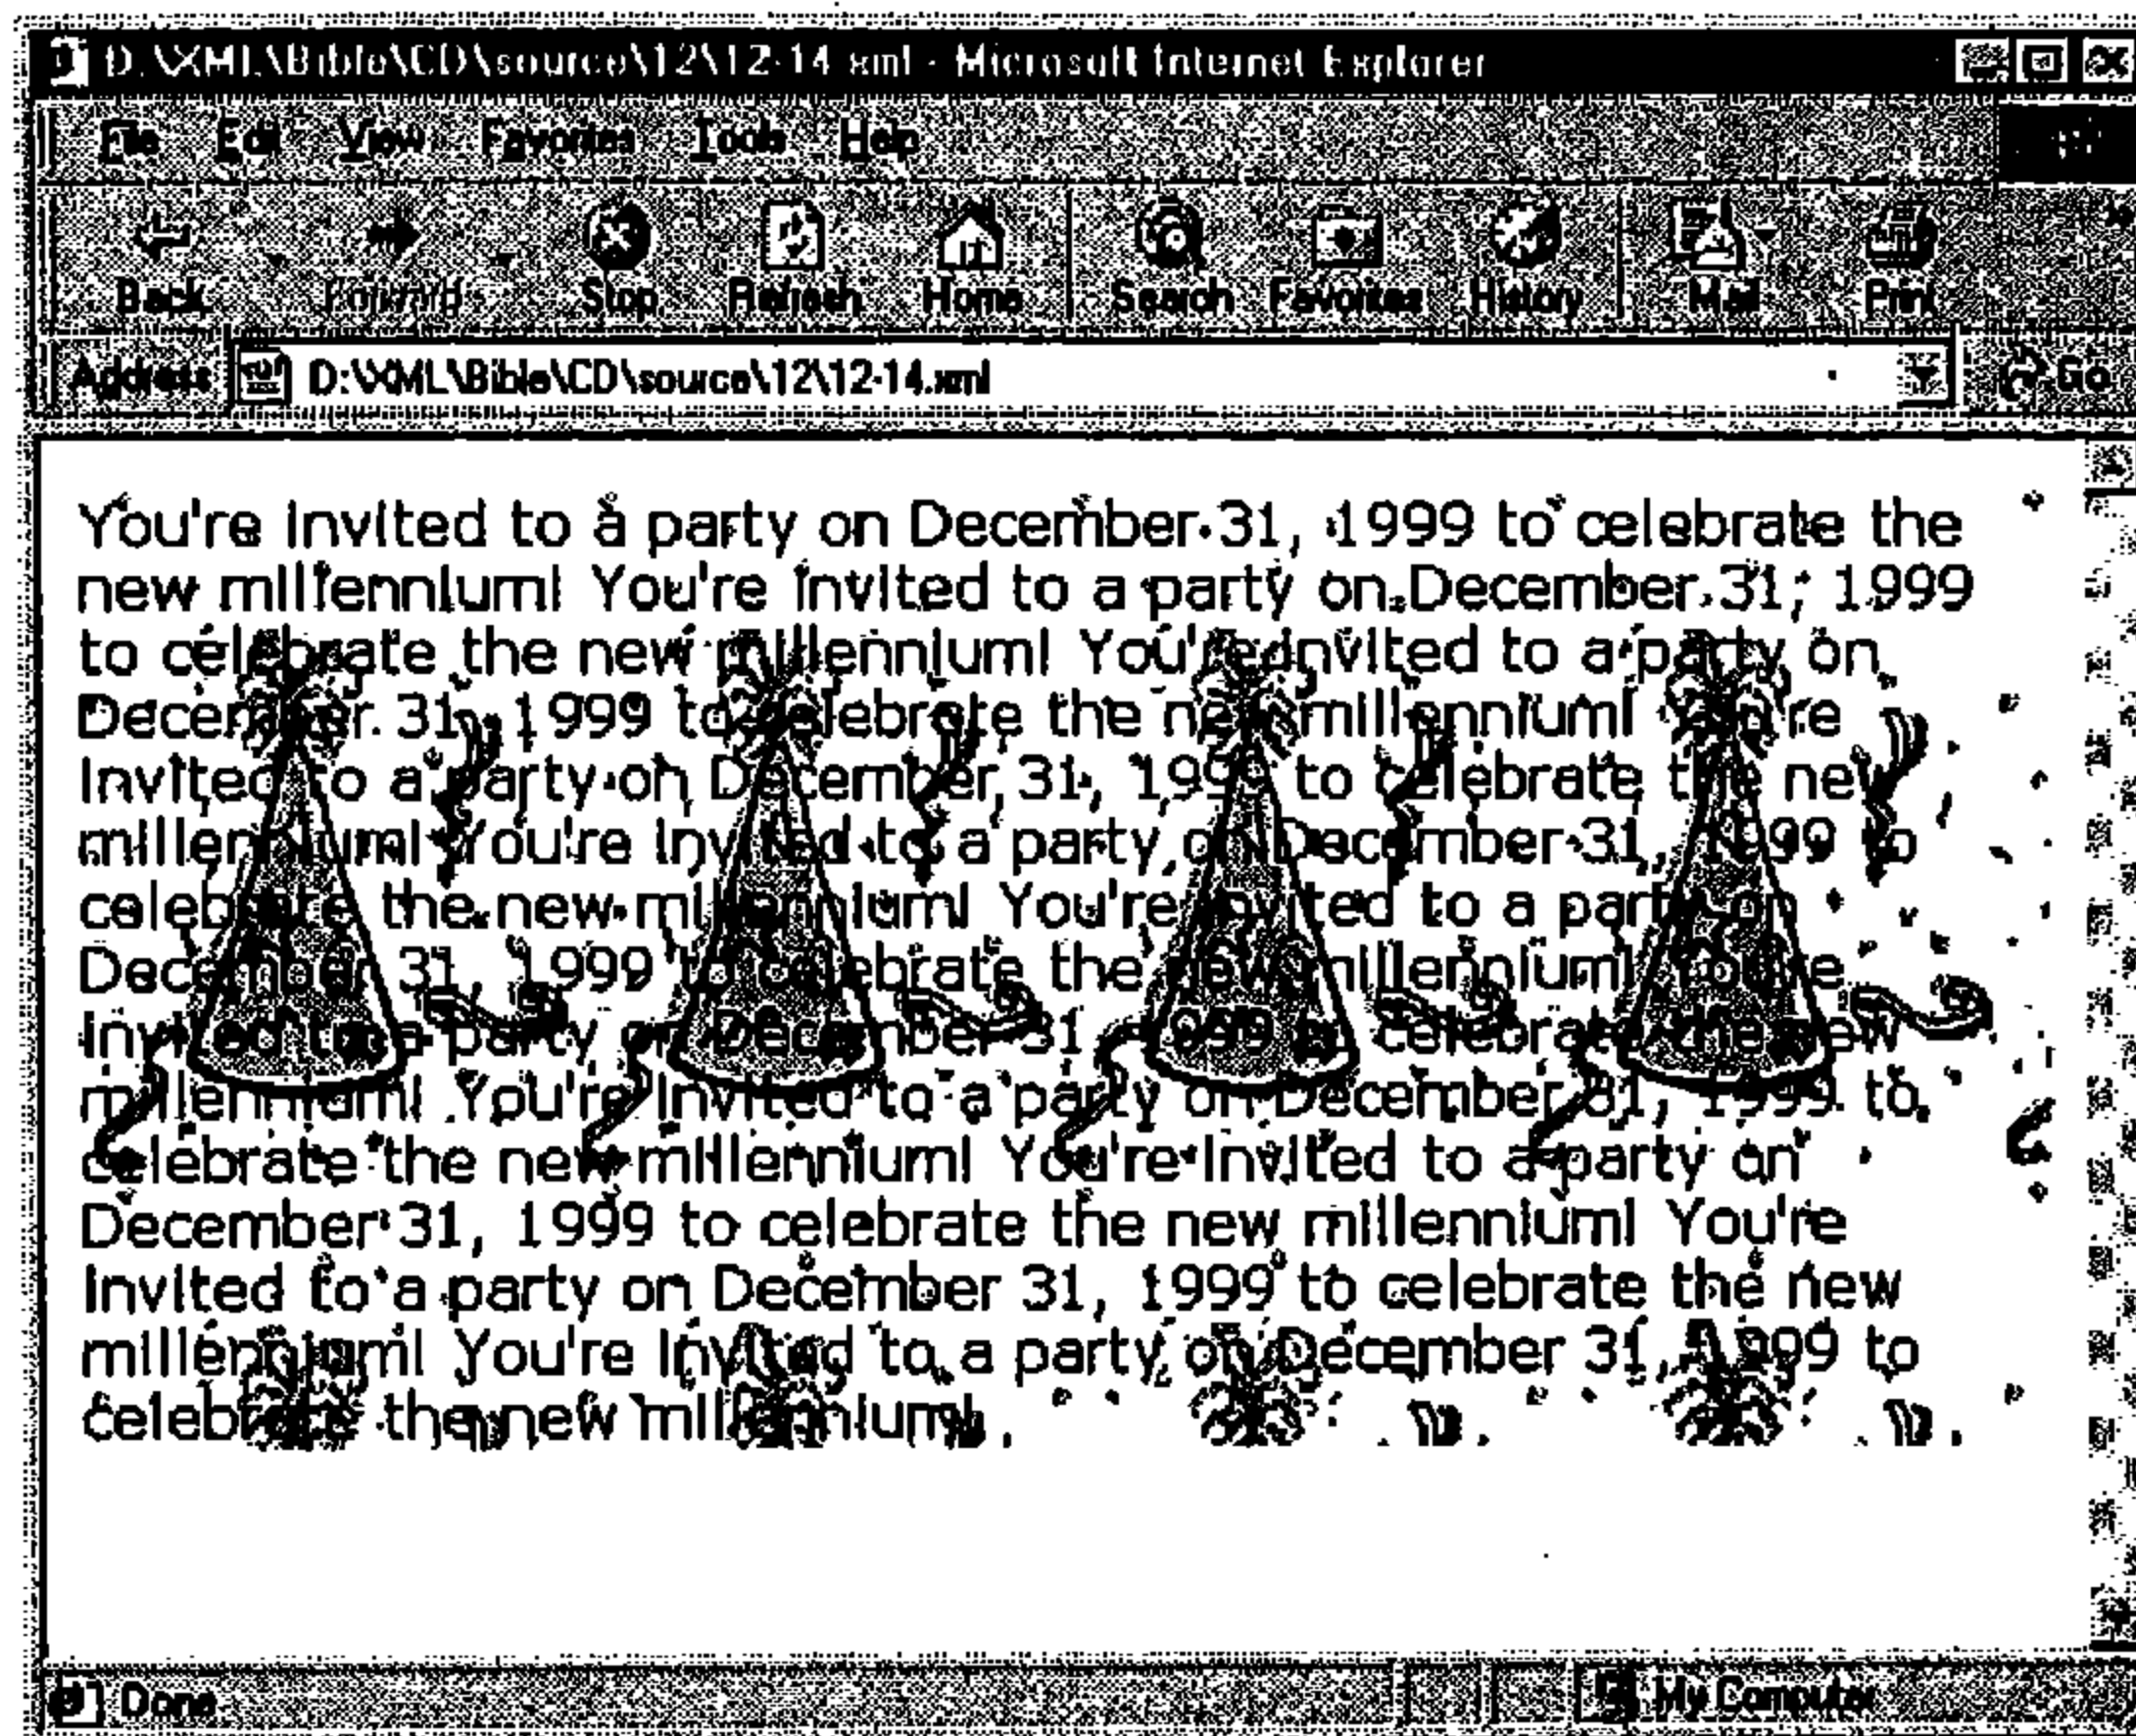 D:\XML\Bible\CD\source\12\12-14.xml - Microsoft Internet Explorer
File Edit View Favorites Tools Help
Back Forward Stop Refresh Home Search Favorites History Mail Print
Address D:\XML\Bible\CD\source\12\12-14.xml Go
You're invited to a party on December 31, 1999 to celebrate the
new millennium! You're invited to a party on December 31, 1999
to celebrate the new millennium! You're invited to a party on
December 31, 1999 to celebrate the new millennium! You're
invited to a party on December 31, 1999 to celebrate the new
millennium! You're invited to a party on December 31, 1999 to
celebrate the new millennium! You're invited to a party on
December 31, 1999 to celebrate the new millennium! You're
invited to a party on December 31, 1999 to celebrate the new
millennium! You're invited to a party on December 31, 1999 to
celebrate the new millennium! You're invited to a party on
December 31, 1999 to celebrate the new millennium! You're
invited to a party on December 31, 1999 to celebrate the new
millennium! You're invited to a party on December 31, 1999 to
celebrate the new millennium!
Done My Computer